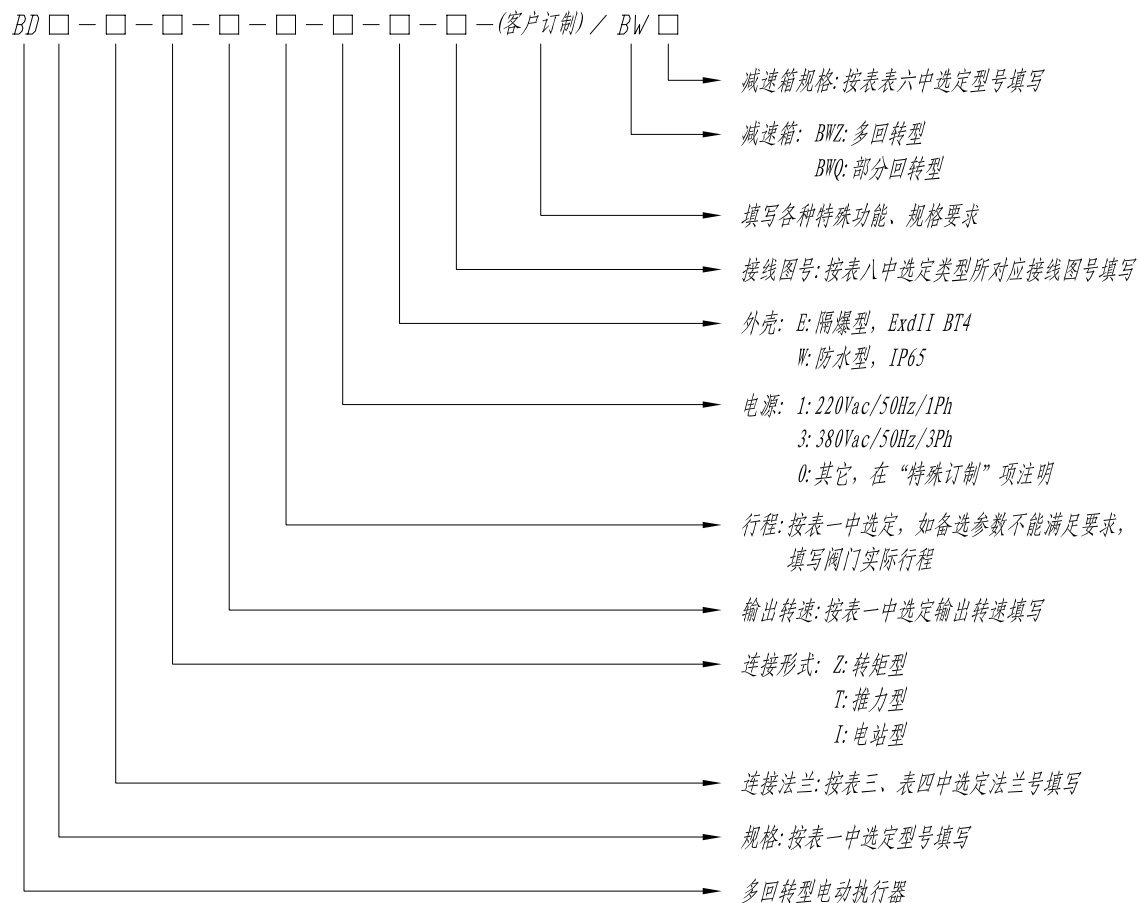 BD□-□-□-□-□-□-□-□-(客户订制)/ BW□
减速箱规格:按表表六中选定型号填写
减速箱: BWZ:多回转型
BWQ:部分回转型
填写各种特殊功能、规格要求
接线图号:按表八中选定类型所对应接线图号填写
外壳: E:隔爆型, ExdII BT4
W:防水型, IP65
电源: 1:220Vac/50Hz/1Ph
3:380Vac/50Hz/3Ph
0:其它, 在“特殊订制”项注明
行程:按表一中选定, 如备选参数不能满足要求,
填写阀门实际行程
输出转速:按表一中选定输出转速填写
连接形式: Z:转矩型
T:推力型
I:电站型
连接法兰:按表三、表四中选定法兰号填写
规格:按表一中选定型号填写
多回转型电动执行器